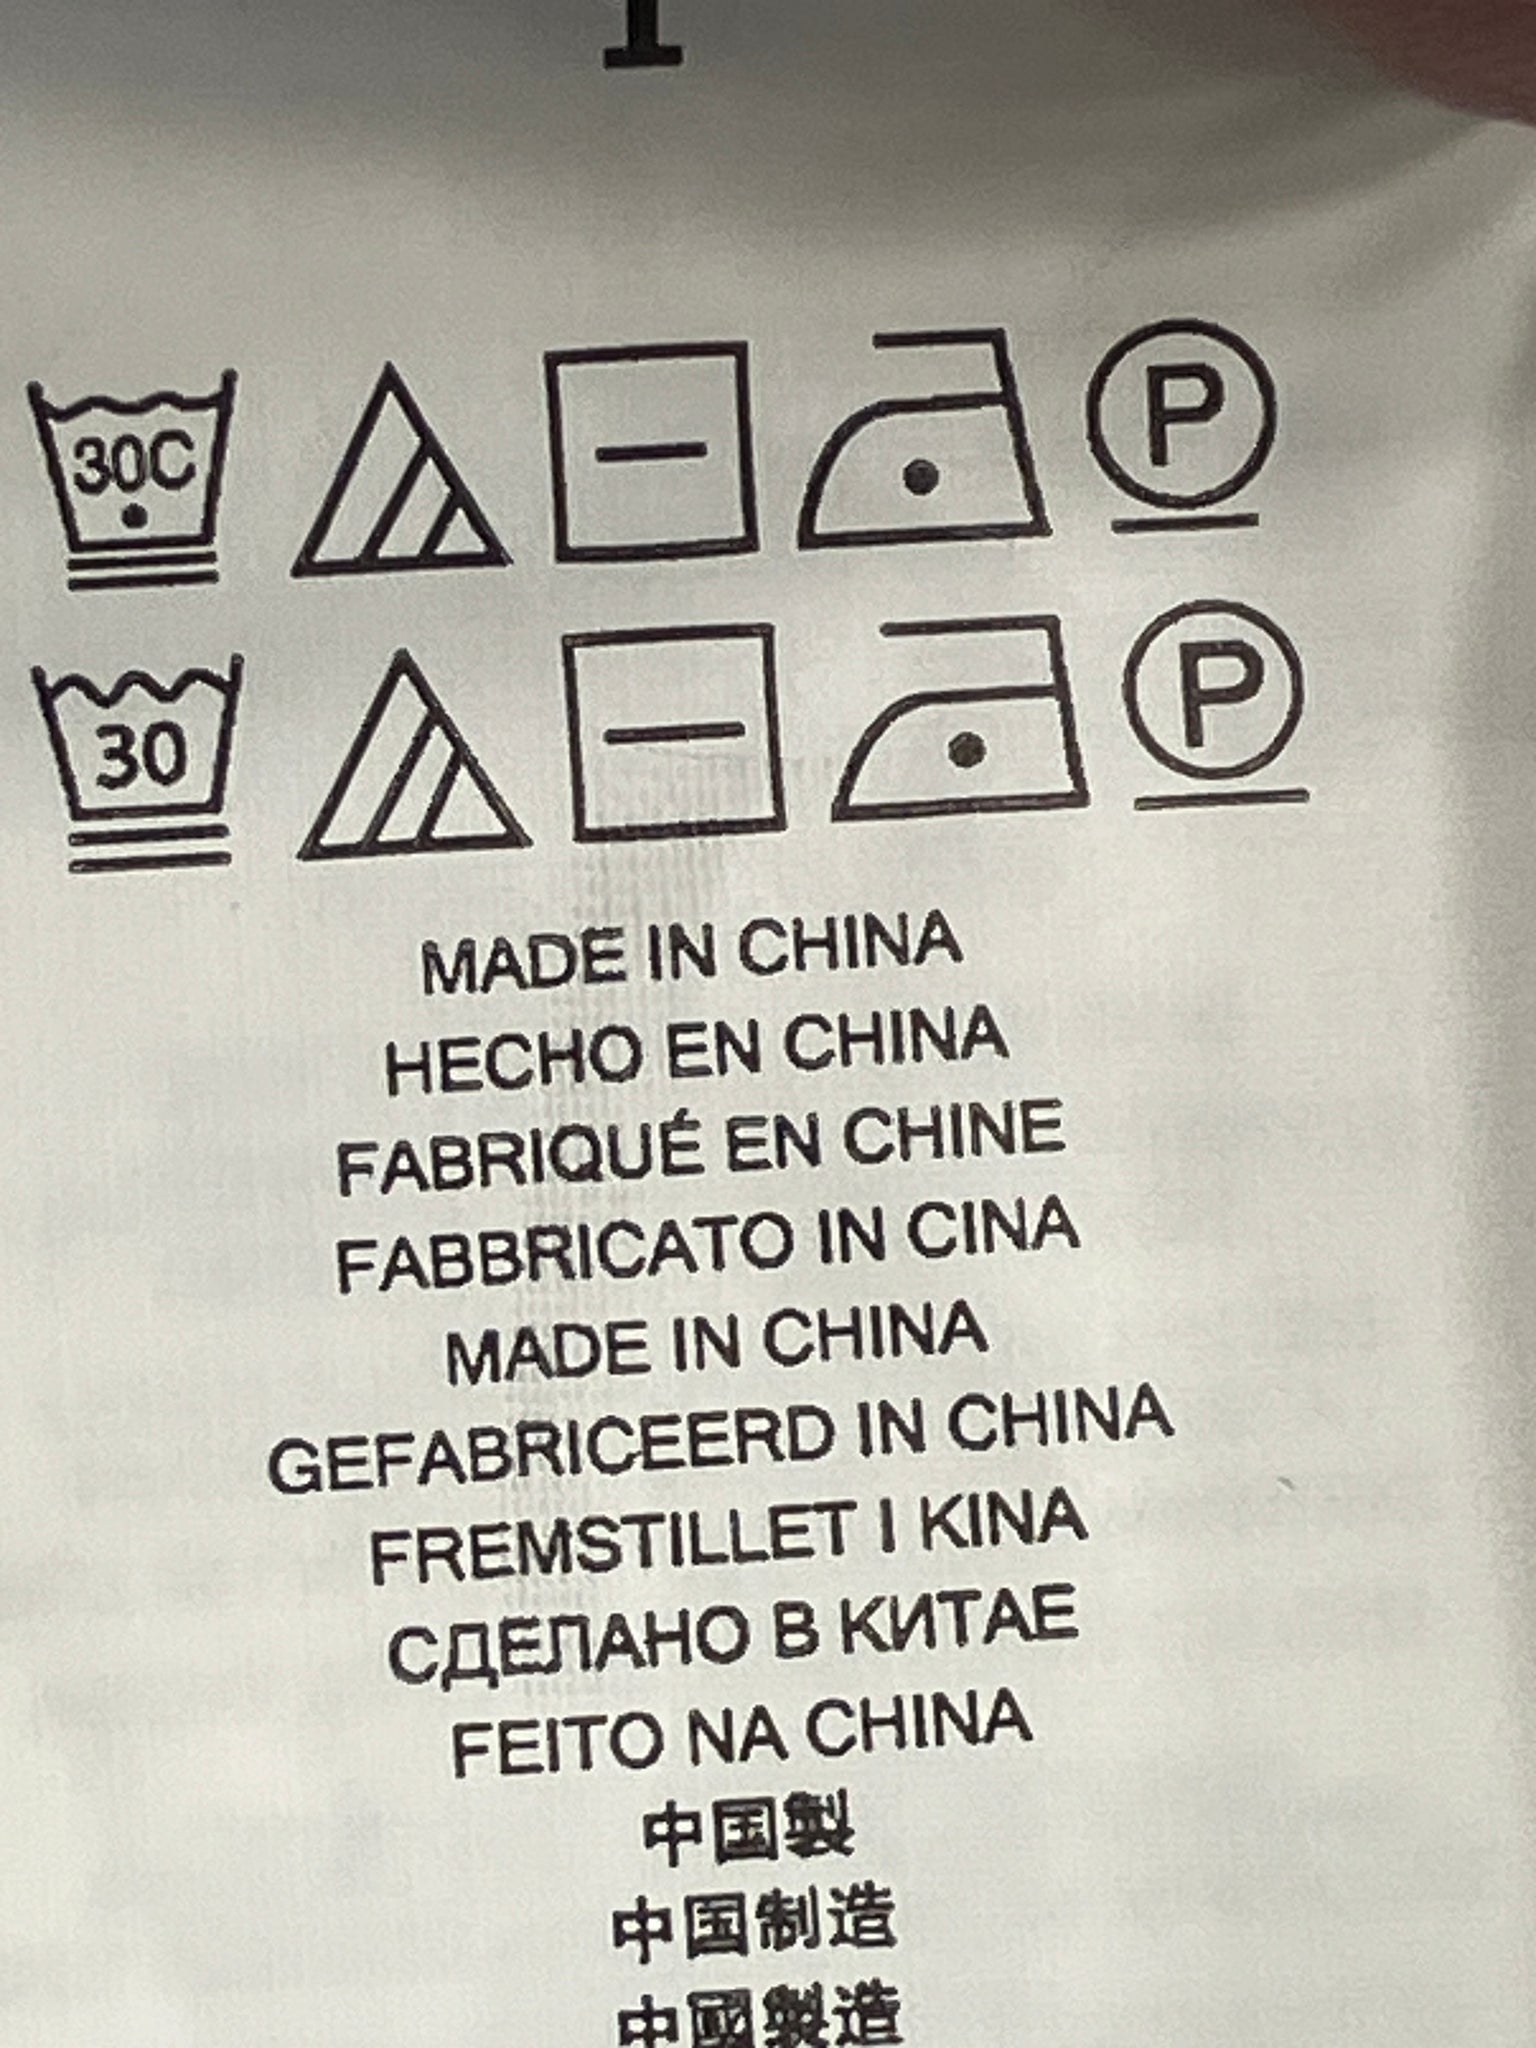 30C P
30 P
MADE IN CHINA
HECHO EN CHINA
FABRIQUÉ EN CHINE
FABBRICATO IN CINA
MADE IN CHINA
GEFABRICEERD IN CHINA
FREMSTILLET I KINA
СДЕЛАНО В КИТАЕ
FEITO NA CHINA
中国製
中国制造
中國製造